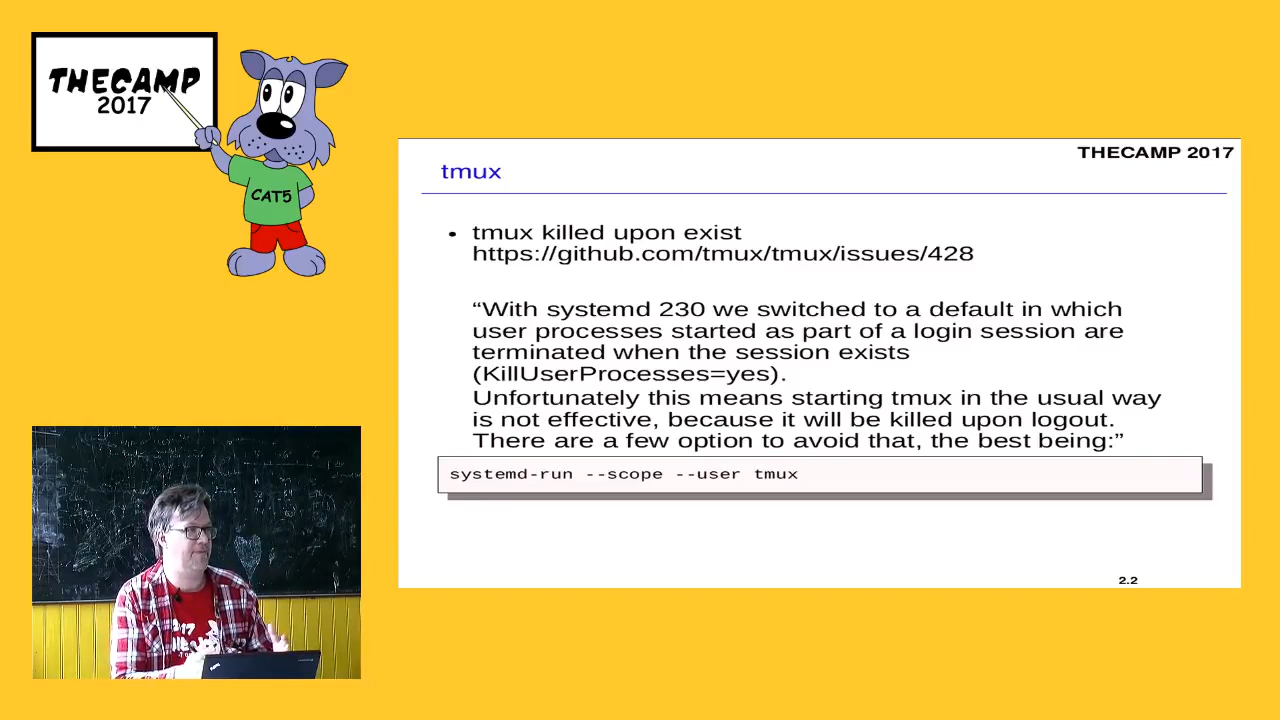 THECAMP
2017
CAT5
THECAMP 2017
tmux
• tmux killed upon exist
https://github.com/tmux/tmux/issues/428
“With systemd 230 we switched to a default in which
user processes started as part of a login session are
terminated when the session exists
(KillUserProcesses=yes).
Unfortunately this means starting tmux in the usual way
is not effective, because it will be killed upon logout.
There are a few option to avoid that, the best being:”
systemd-run --scope --user tmux
2.2